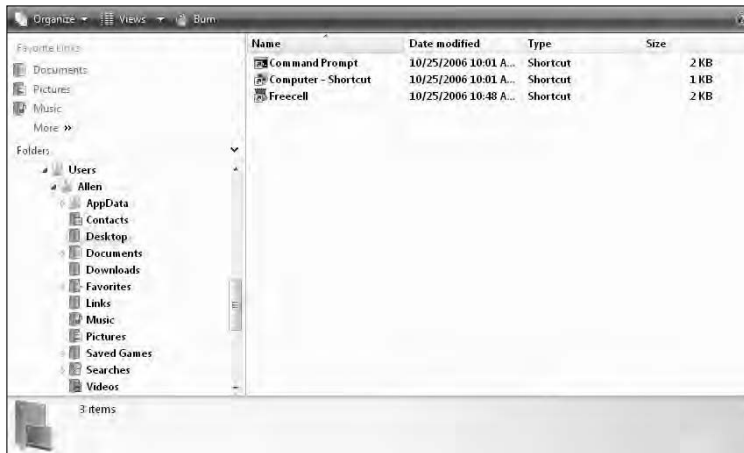 Organize Views Burn
Favorite Links
Documents
Pictures
Music
More »
Folders
Users
Allen
AppData
Contacts
Desktop
Documents
Downloads
Favorites
Links
Music
Pictures
Saved Games
Searches
Videos
Name Date modified Type Size
Command Prompt 10/25/2006 10:01 A... Shortcut 2 KB
Computer - Shortcut 10/25/2006 10:01 A... Shortcut 1 KB
Freecell 10/25/2006 10:48 A... Shortcut 2 KB
3 items